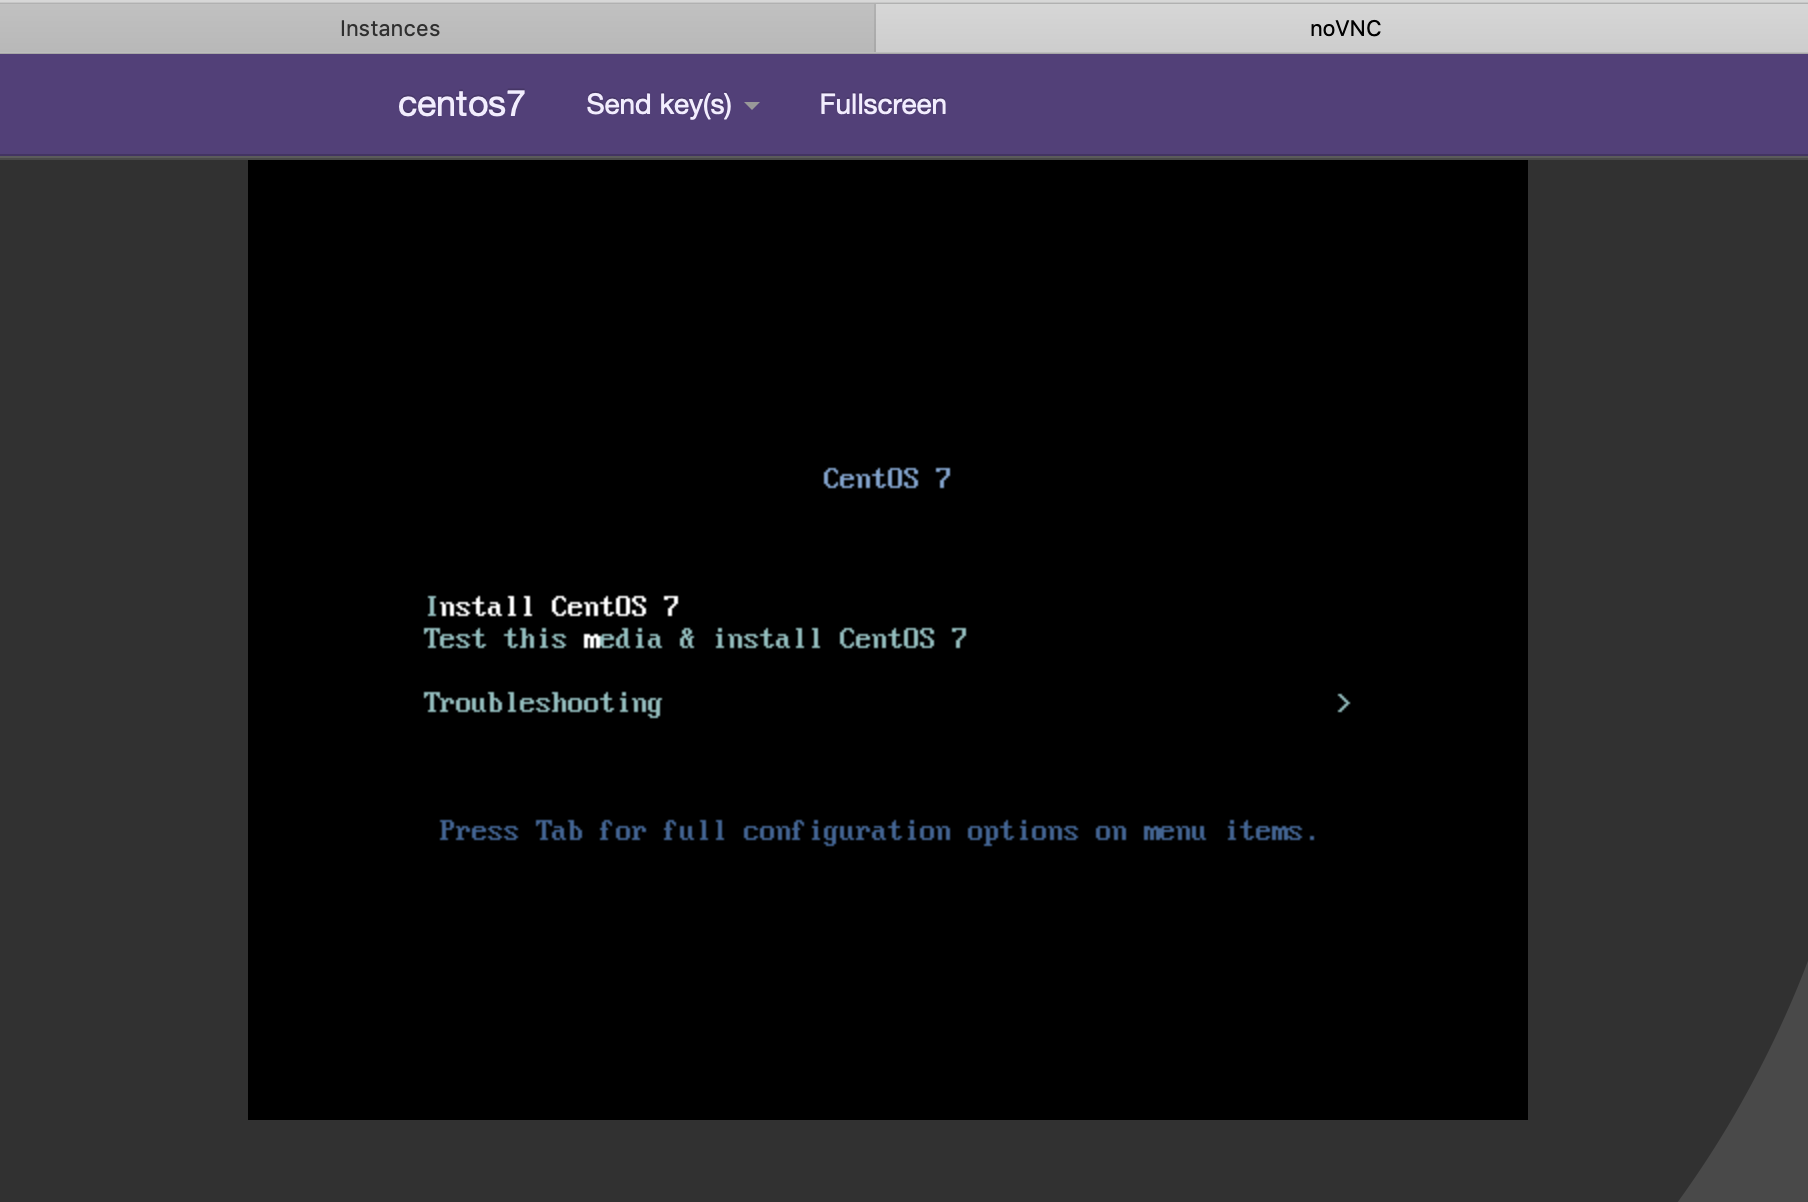 Instances
noVNC
centos7 Send key(s) Fullscreen
CentOS 7
Install CentOS 7
Test this media & install CentOS 7
Troubleshooting >
Press Tab for full configuration options on menu items.